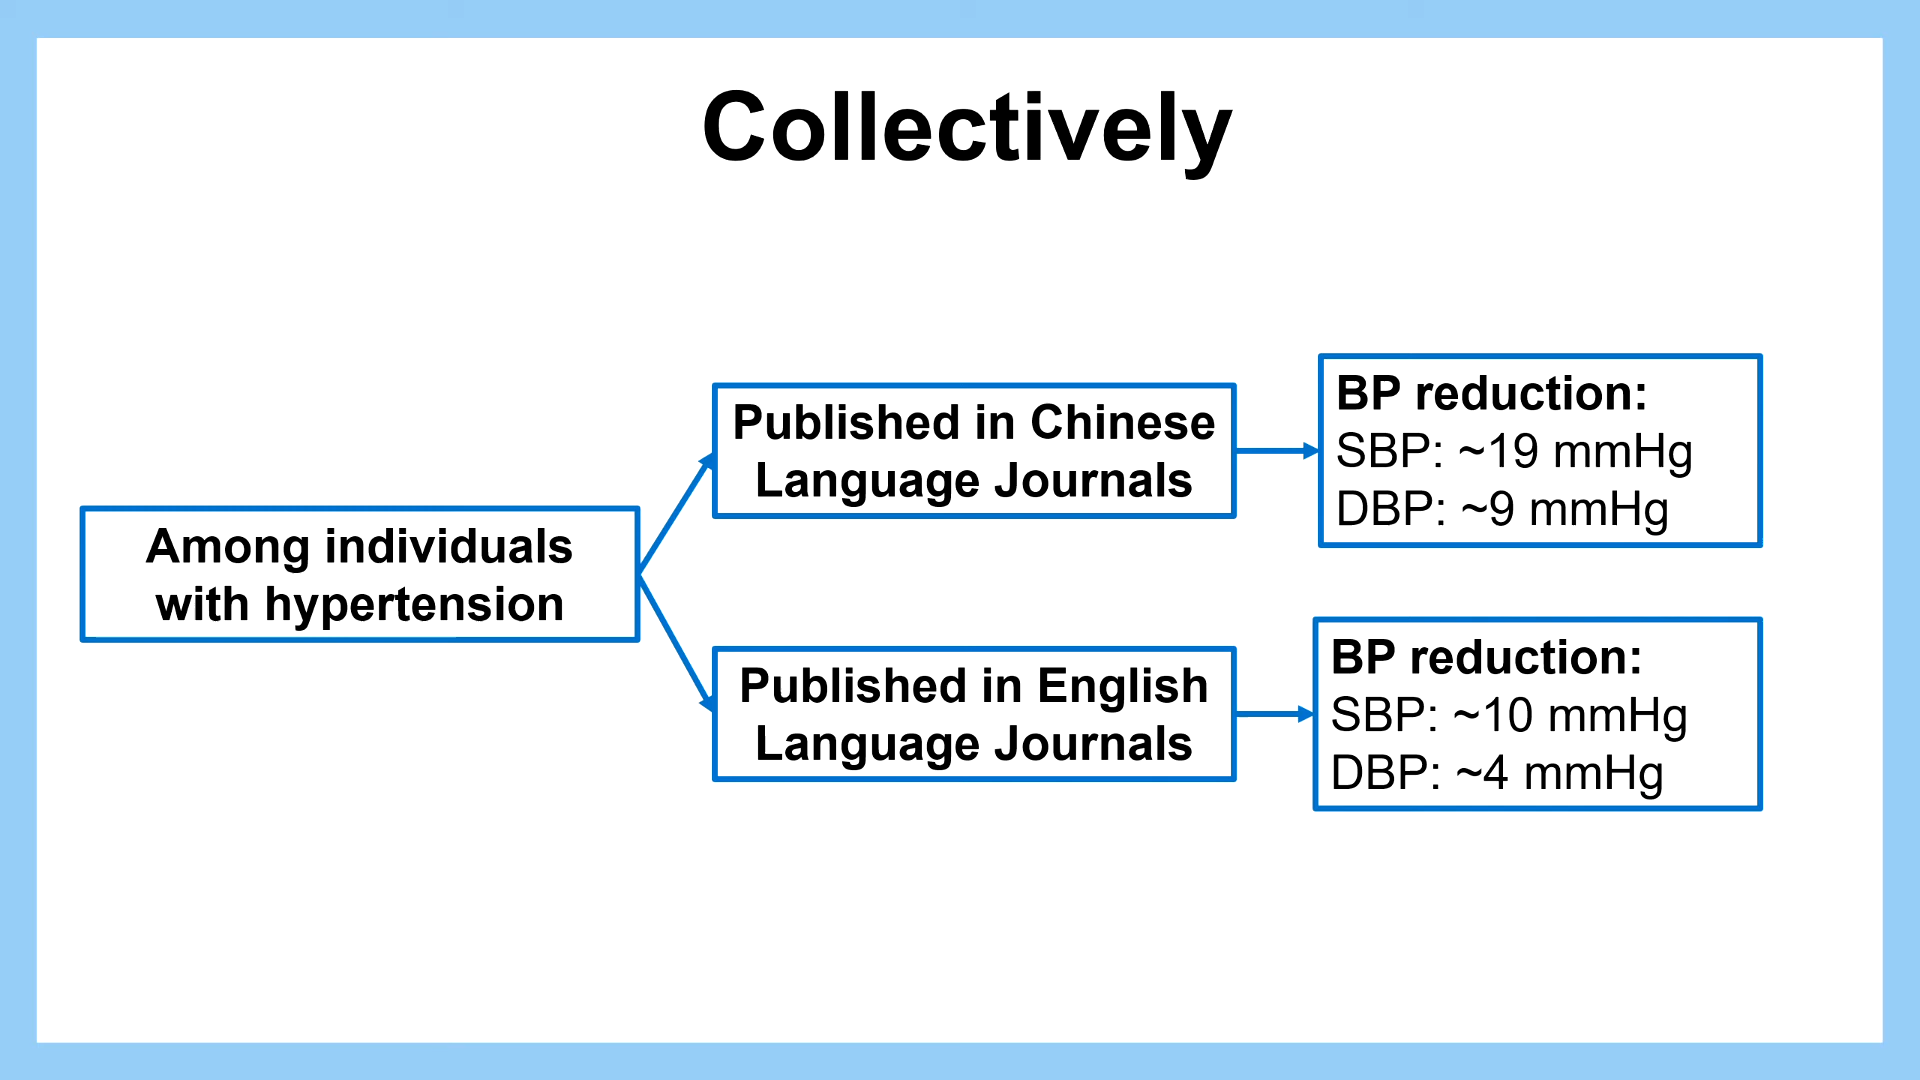 Collectively
Among individuals
with hypertension
Published in Chinese
Language Journals
BP reduction:
SBP: ~19 mmHg
DBP: ~9 mmHg
Published in English
Language Journals
BP reduction:
SBP: ~10 mmHg
DBP: ~4 mmHg